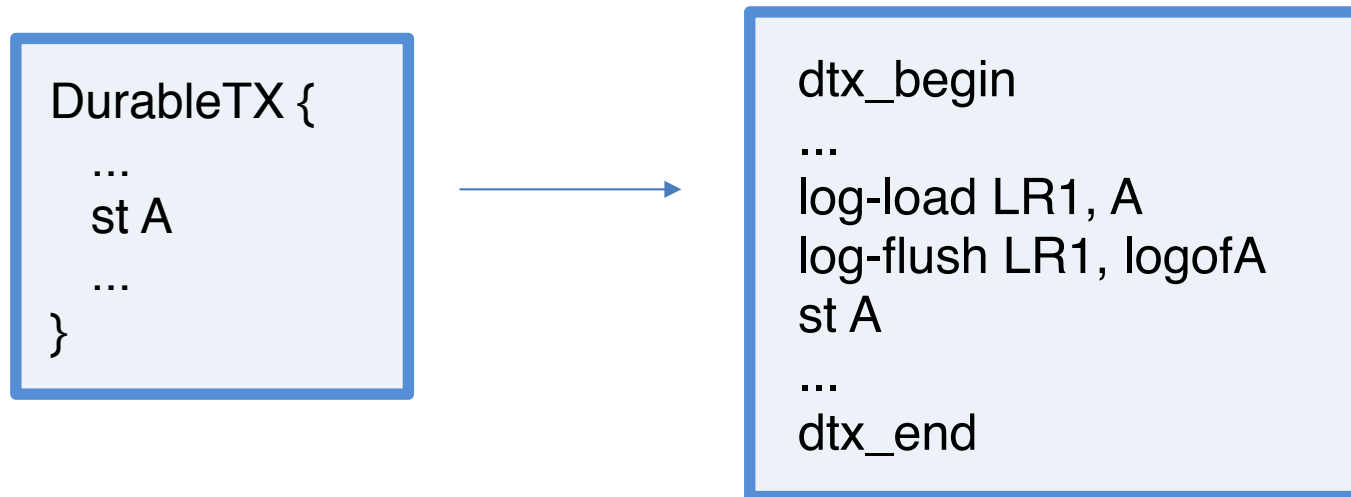 DurableTX {
...
st A
...
}
dtx_begin
...
log-load LR1, A
log-flush LR1, logofA
st A
...
dtx_end